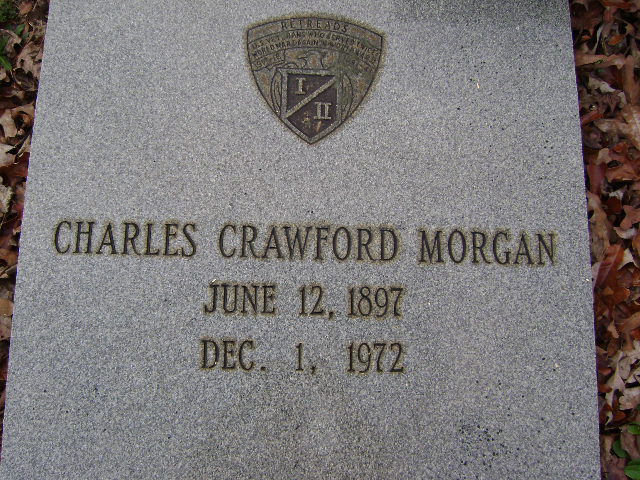 RETREADS
I
II
CHARLES CRAWFORD MORGAN
JUNE 12, 1897
DEC. 1, 1972